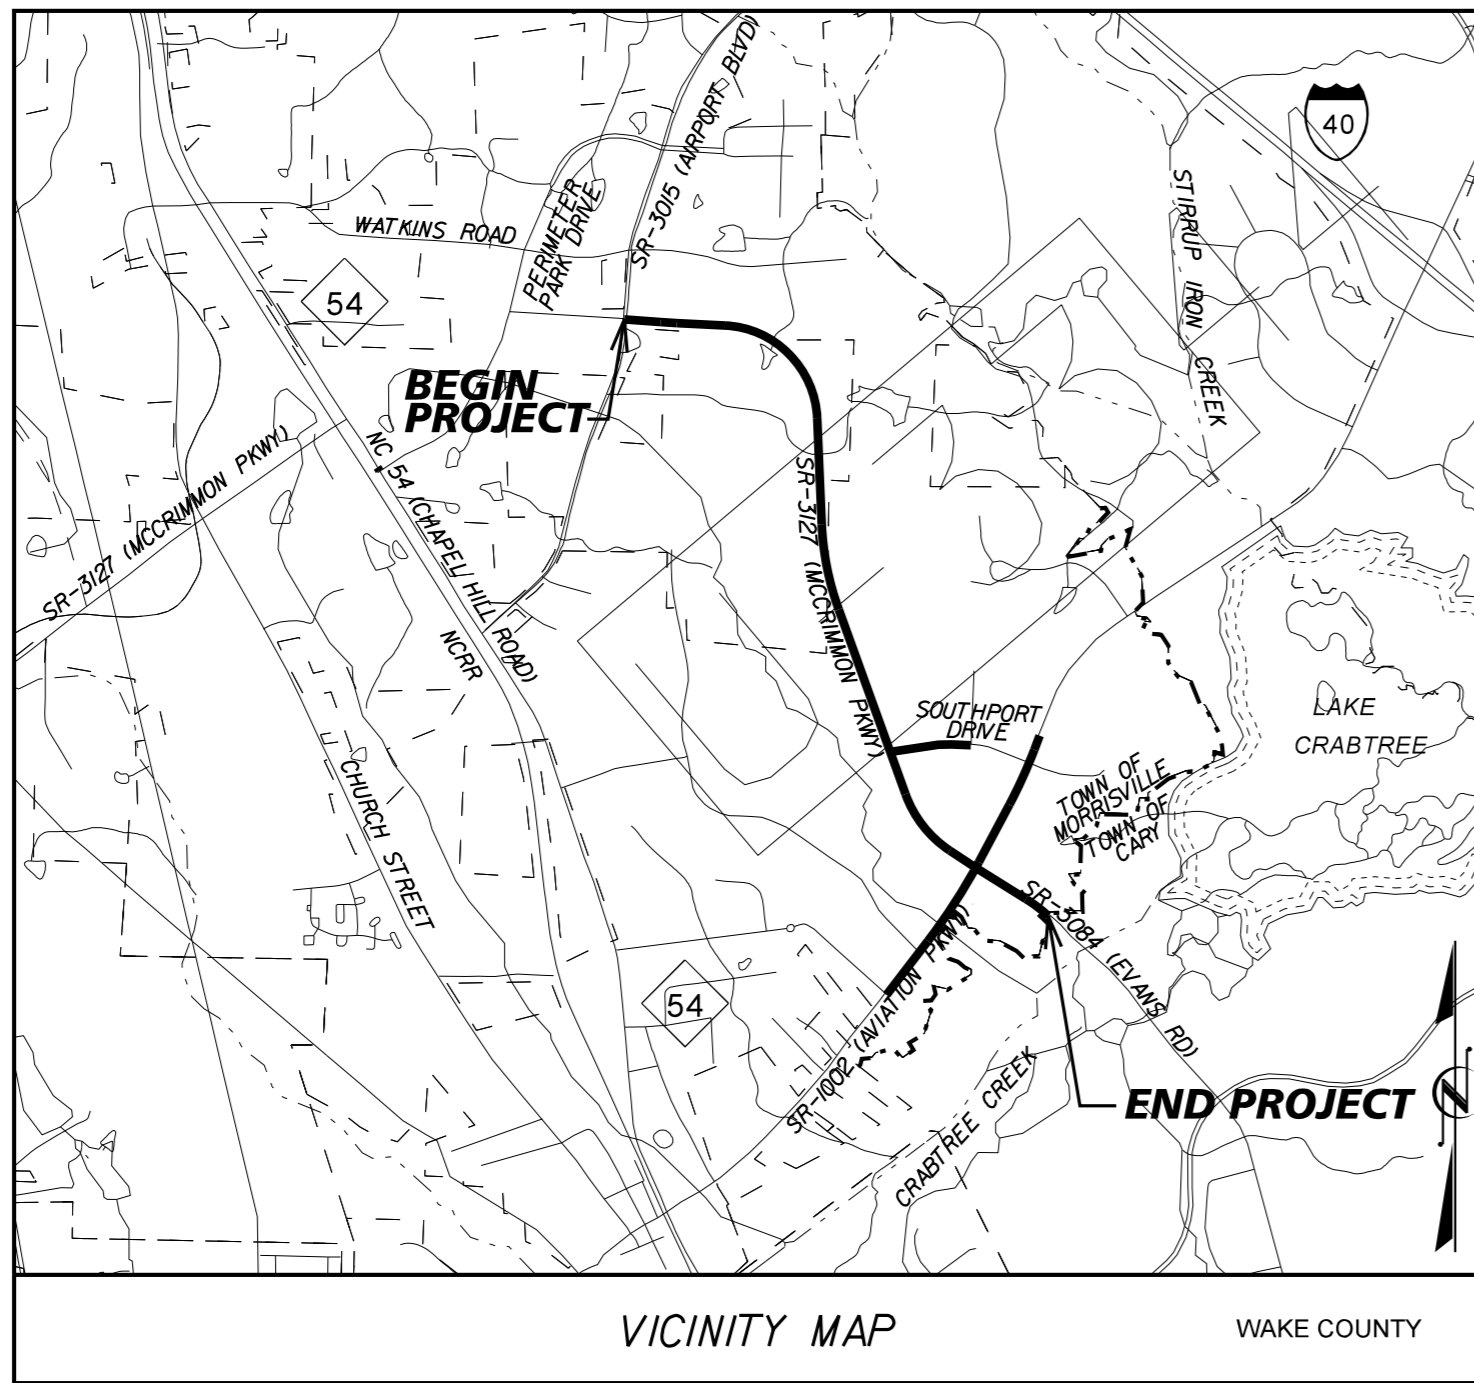 SR-3015 (AIRPORT BLVD)
40
STIRRUP IRON CREEK
WATKINS ROAD
PERIMETER
PARK DRIVE
54
BEGIN
PROJECT
SR-3127 (MCCRIMMON PKWY)
NC 54 (CHAPEL HILL ROAD)
NCRR
SR-3127 (MCCRIMMON PKWY)
SOUTHPORT
DRIVE
LAKE
CRABTREE
TOWN OF
MORRISVILLE
TOWN OF
CARY
CHURCH STREET
SR-3084 (EVANS RD)
54
SR-1002 (AVIATION PKWY)
CRABTREE CREEK
END PROJECT
N
VICINITY MAP
WAKE COUNTY